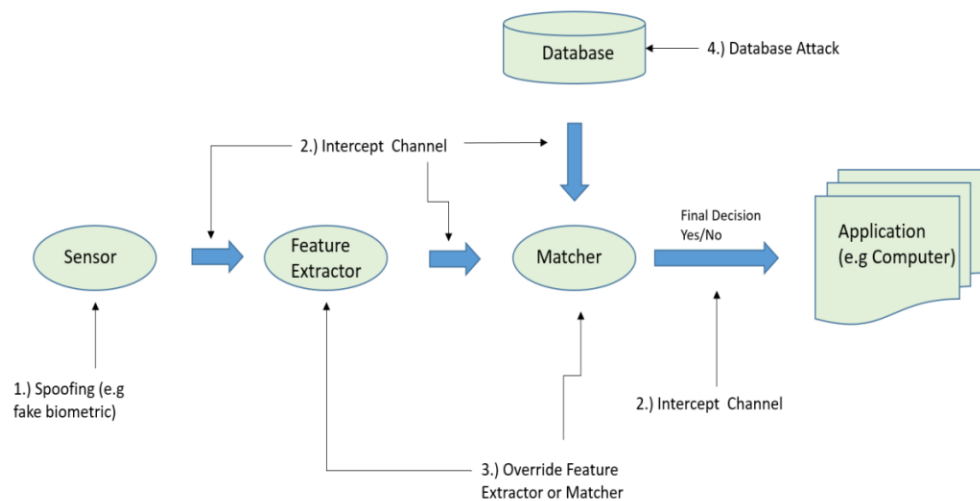 Database
4.) Database Attack
2.) Intercept  Channel
Sensor
Feature
Extractor
Matcher
Final Decision
Yes/No
Application
(e.g Computer)
1.) Spoofing (e.g
fake biometric)
2.) Intercept  Channel
3.) Override Feature
Extractor or Matcher